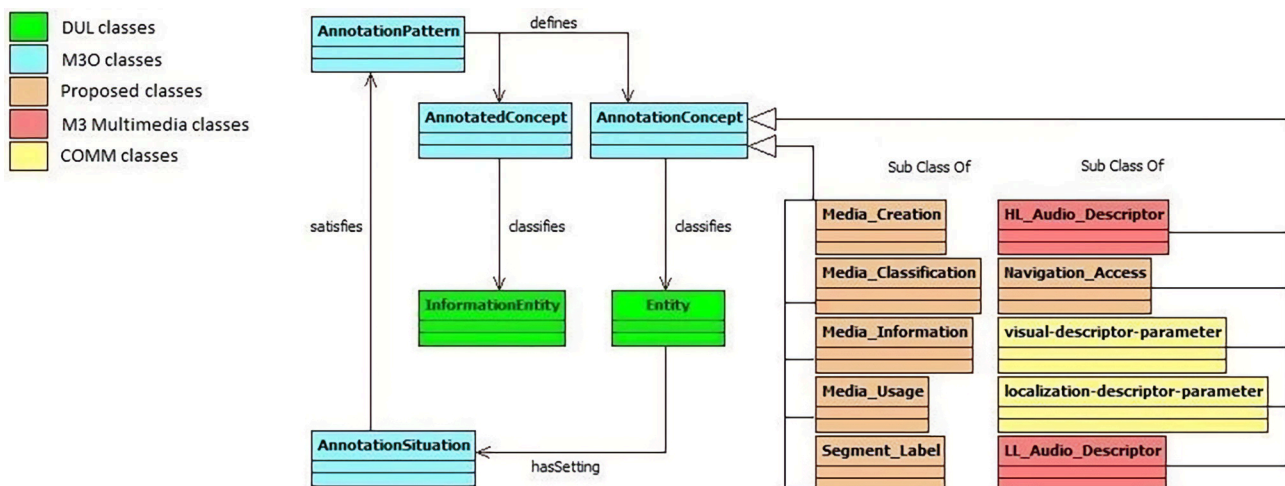 DUL classes
M3O classes
Proposed classes
M3 Multimedia classes
COMM classes
AnnotationPattern
defines
AnnotatedConcept
AnnotationConcept
Sub Class Of
Sub Class Of
satisfies
classifies
classifies
Media_Creation
HL_Audio_Descriptor
Media_Classification
Navigation_Access
InformationEntity
Entity
Media_Information
visual-descriptor-parameter
Media_Usage
localization-descriptor-parameter
AnnotationSituation
hasSetting
Segment_Label
LL_Audio_Descriptor